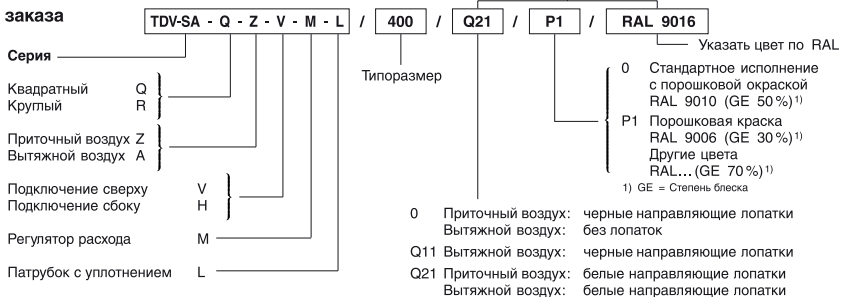 заказа
TDV-SA - Q - Z - V - M - L / 400 / Q21 / P1 / RAL 9016
Указать цвет по RAL
Серия
Типоразмер
Квадратный Q
Круглый R
Приточный воздух Z
Вытяжной воздух A
Подключение сверху V
Подключение сбоку H
Регулятор расхода M
Патрубок с уплотнением L
0 Стандартное исполнение
с порошковой окраской
RAL 9010 (GE 50 %) 1)
P1 Порошковая краска
RAL 9006 (GE 30 %) 1)
Другие цвета
RAL... (GE 70 %) 1)
1) GE = Степень блеска
0 Приточный воздух: черные направляющие лопатки
Вытяжной воздух: без лопаток
Q11 Вытяжной воздух: черные направляющие лопатки
Q21 Приточный воздух: белые направляющие лопатки
Вытяжной воздух: белые направляющие лопатки